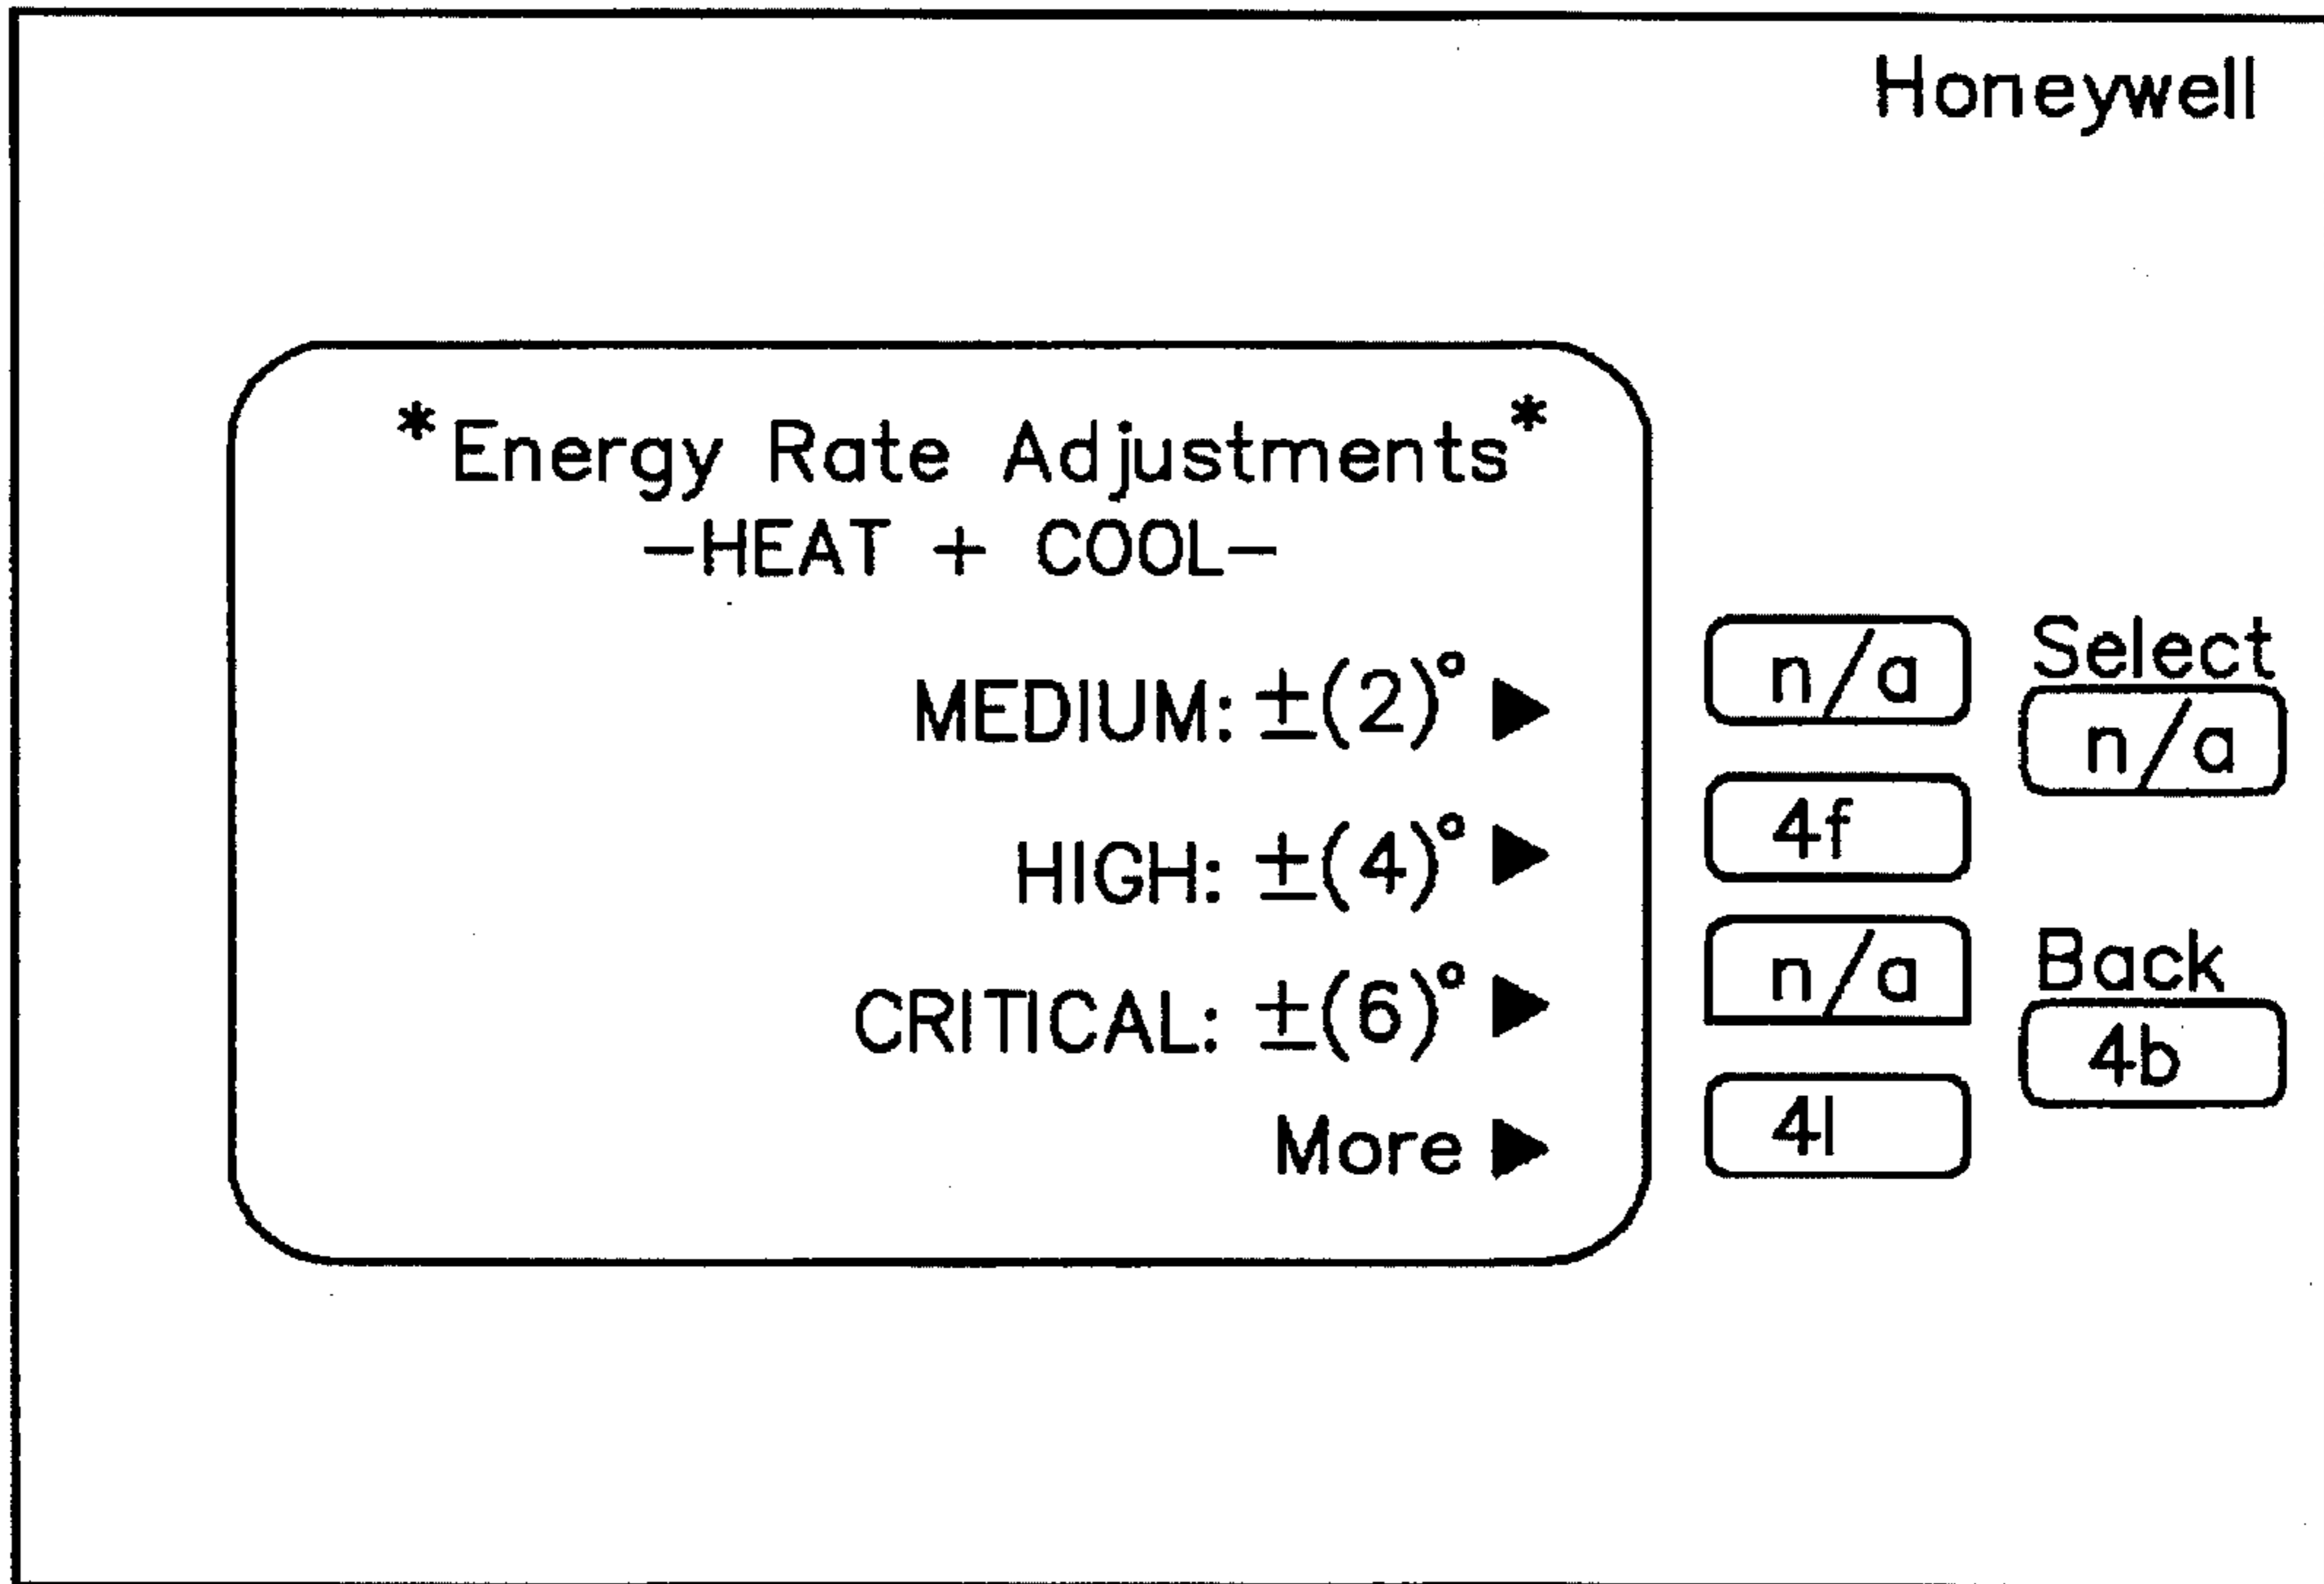 Honeywell
*Energy Rate Adjustments*
-HEAT + COOL-
MEDIUM: ±(2)° ▶
n/a
Select
n/a
HIGH: ±(4)° ▶
4f
CRITICAL: ±(6)° ▶
n/a
Back
4b
More ▶
4l